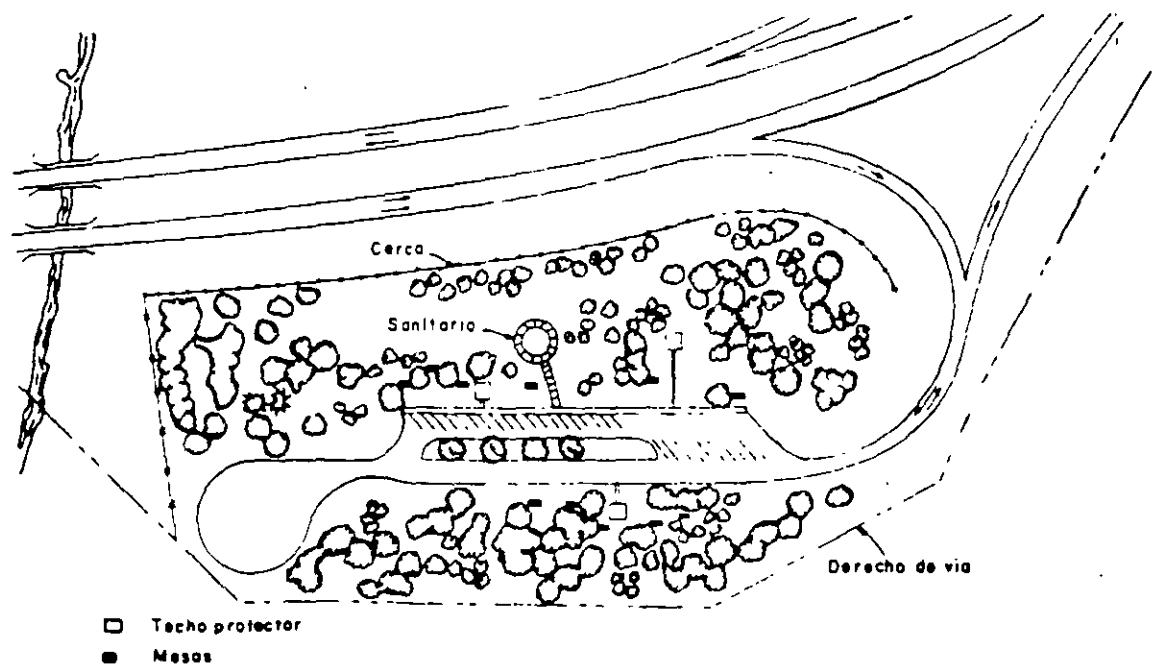 Cerca
Sanitario
Derecho de via
Techo protector
Mesas